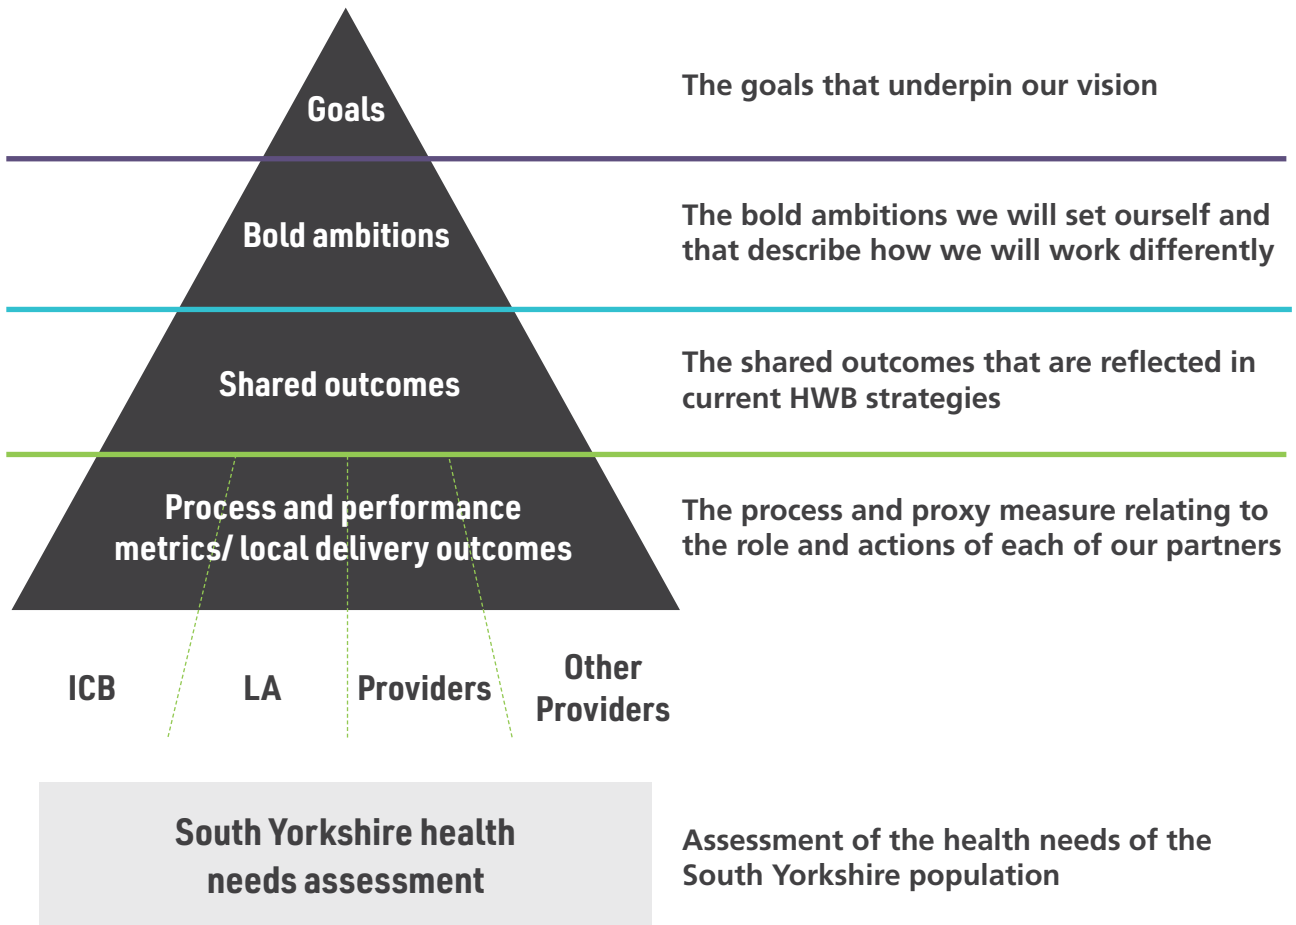 Goals
The goals that underpin our vision
Bold ambitions
The bold ambitions we will set ourself and
that describe how we will work differently
Shared outcomes
The shared outcomes that are reflected in
current HWB strategies
Process and performance
metrics/ local delivery outcomes
The process and proxy measure relating to
the role and actions of each of our partners
ICB
LA
Providers
Other
Providers
South Yorkshire health
needs assessment
Assessment of the health needs of the
South Yorkshire population